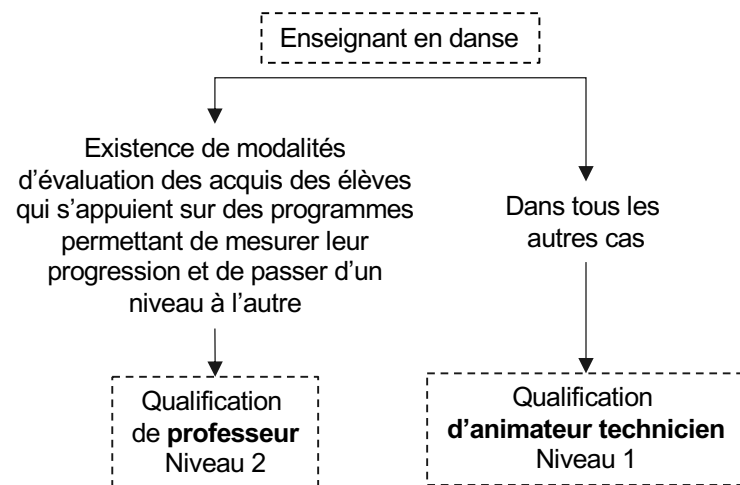 Enseignant en danse
Existence de modalités
d’évaluation des acquis des élèves
qui s’appuient sur des programmes
permettant de mesurer leur
progression et de passer d’un
niveau à l’autre
Dans tous les
autres cas
Qualification
de professeur
Niveau 2
Qualification
d’animateur technicien
Niveau 1